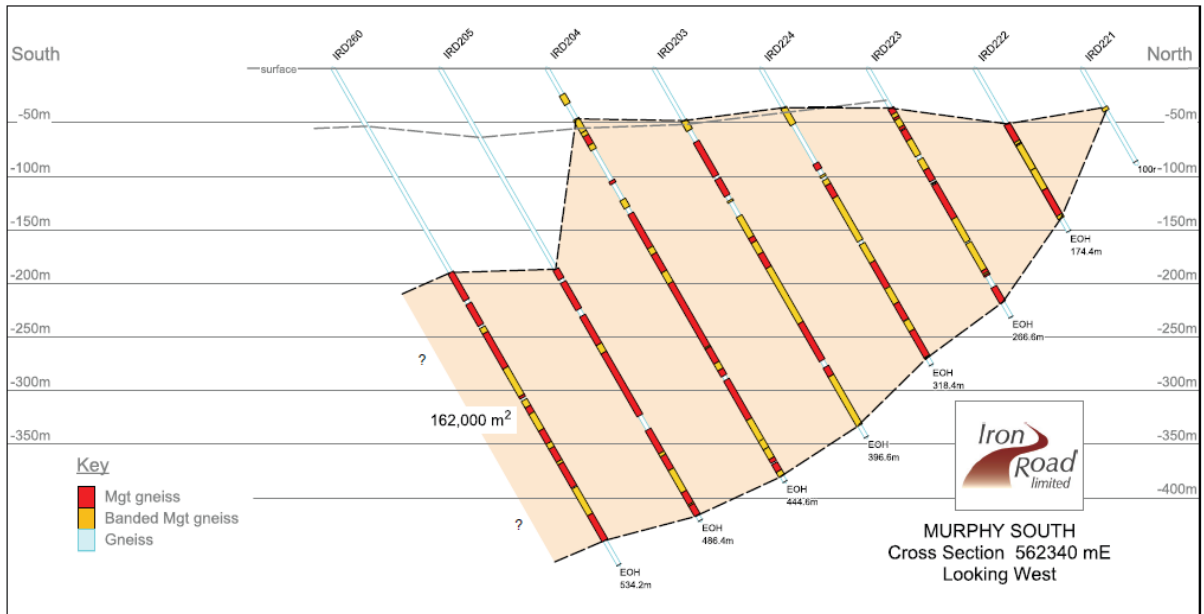 IRD260
IRD205
IRD204
IRD203
IRD224
IRD223
IRD222
IRD221
South
North
surface
-50m
-50m
-100m
100r
-100m
-150m
-150m
EOH
174.4m
-200m
-200m
-250m
-250m
EOH
266.6m
?
-300m
-300m
EOH
318.4m
162,000 m²
-350m
-350m
EOH
396.6m
Iron
Road
limited
Key
Mgt gneiss
Banded Mgt gneiss
Gneiss
EOH
444.6m
-400m
?
EOH
486.4m
EOH
534.2m
MURPHY SOUTH
Cross Section 562340 mE
Looking West